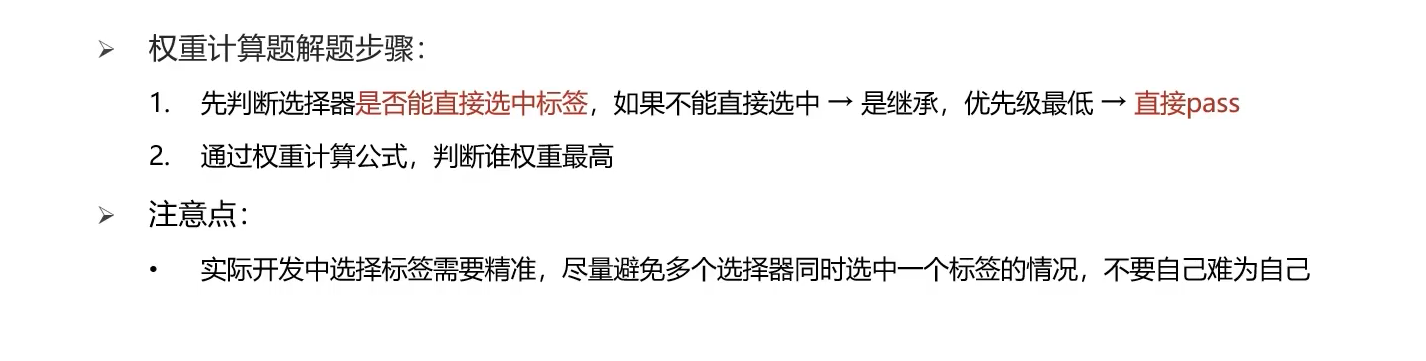 ➢ 权重计算题解题步骤：
1. 先判断选择器是否能直接选中标签，如果不能直接选中 → 是继承，优先级最低 → 直接pass
2. 通过权重计算公式，判断谁权重最高
➢ 注意点：
• 实际开发中选择标签需要精准，尽量避免多个选择器同时选中一个标签的情况，不要自己难为自己